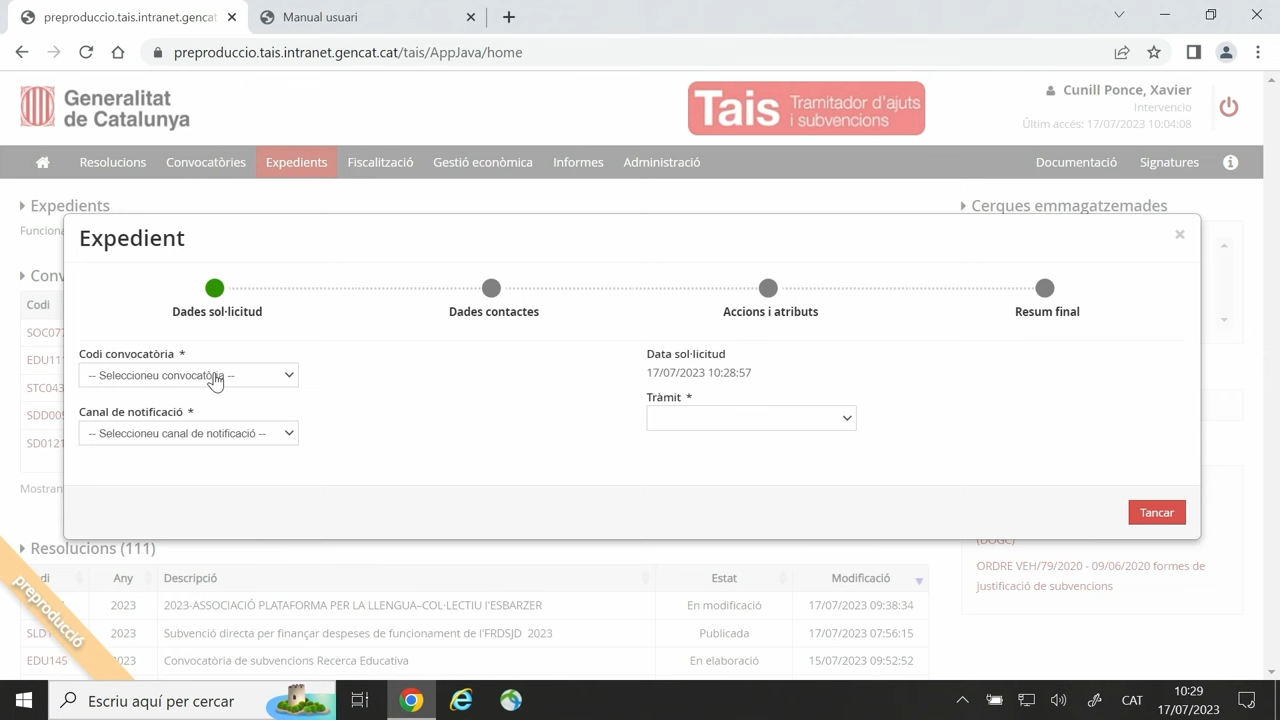 preproduccio.tais.intranet.gencat
Manual usuari
preproduccio.tais.intranet.gencat.cat/tais/AppJava/home
Generalitat
de Catalunya
Tais Tramitador d'ajuts
i subvencions
Cunill Ponce, Xavier
Intervencio
Últim accés: 17/07/2023 10:04:08
Resolucions Convocatòries Expedients Fiscalització Gestió econòmica Informes Administració Documentació Signatures
Expedients
Cerques emmagatzemades
Funciona
Expedient
Conv
Codi
Dades sol·licitud Dades contactes Accions i atributs Resum final
SOC077
EDU11
STC043
SDD005
SD0121
Mostran
Codi convocatòria *
-- Seleccioneu convocatòria --
Data sol·licitud
17/07/2023 10:28:57
Tràmit *
Canal de notificació *
-- Seleccioneu canal de notificació --
Tancar
(DOGC)
ORDRE VEH/79/2020 - 09/06/2020 formes de
justificació de subvencions
Resolucions (111)
Any Descripció Estat Modificació
2023 2023-ASSOCIACIÓ PLATAFORMA PER LA LLENGUA–COL·LECTIU l'ESBARZER En modificació 17/07/2023 09:38:34
2023 Subvenció directa per finançar despeses de funcionament de l'FRDSJD 2023 Publicada 17/07/2023 07:56:15
EDU145 2023 Convocatòria de subvencions Recerca Educativa En elaboració 15/07/2023 09:52:52
preproducció
Escriu aquí per cercar
CAT
10:29
17/07/2023